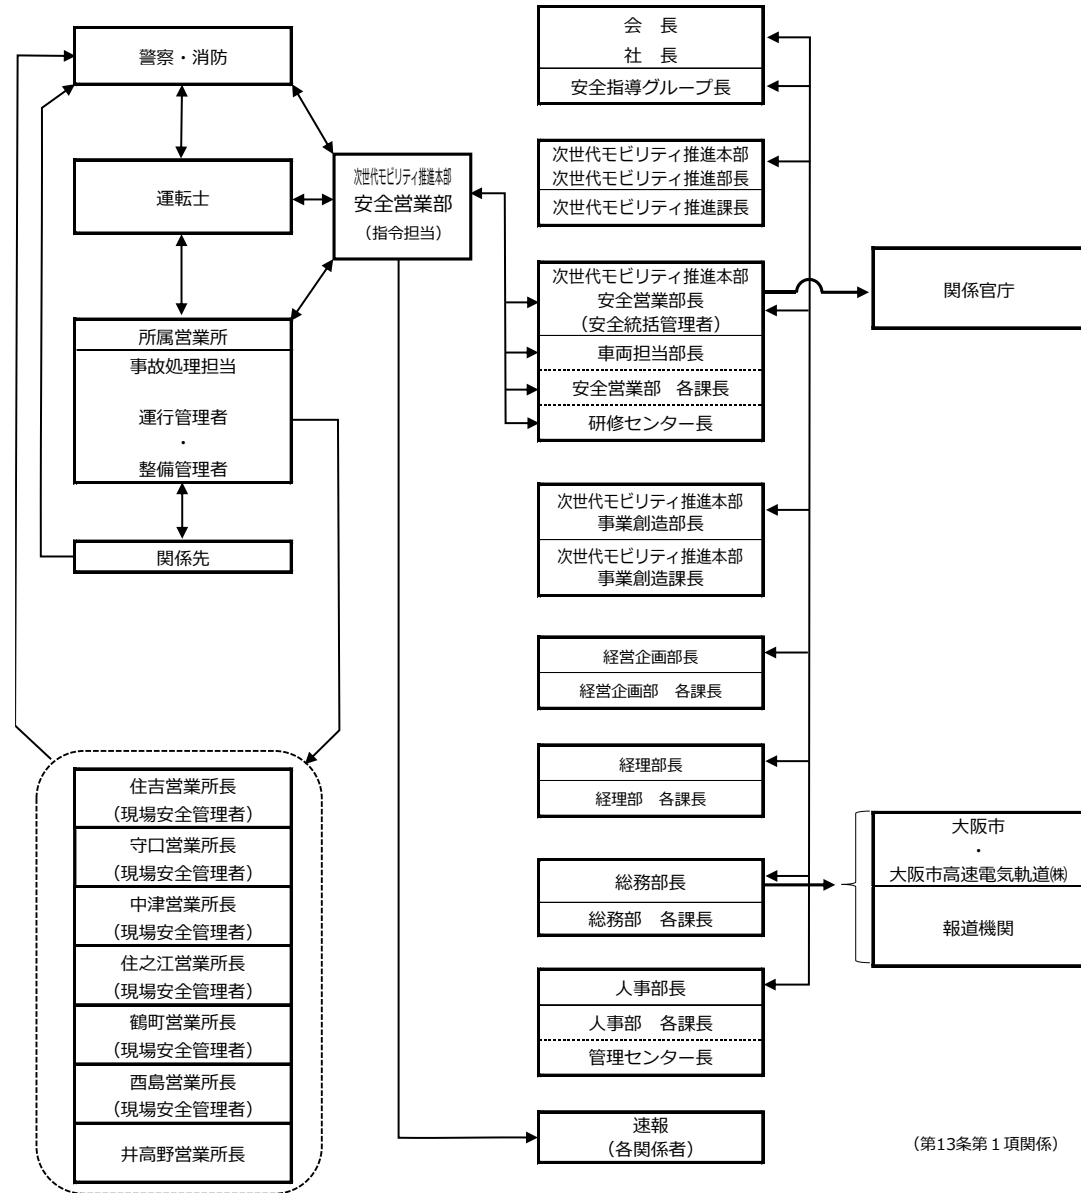 警察・消防
運転士
所属営業所
事故処理担当
運行管理者
・
整備管理者
関係先
住吉営業所長
(現場安全管理者)
守口営業所長
(現場安全管理者)
中津営業所長
(現場安全管理者)
住之江営業所長
(現場安全管理者)
鶴町営業所長
(現場安全管理者)
酉島営業所長
(現場安全管理者)
井高野営業所長
次世代モビリティ推進本部
安全営業部
(指令担当)
会　長
社　長
安全指導グループ長
次世代モビリティ推進本部
次世代モビリティ推進部長
次世代モビリティ推進課長
次世代モビリティ推進本部
安全営業部長
(安全統括管理者)
車両担当部長
安全営業部　各課長
研修センター長
次世代モビリティ推進本部
事業創造部長
次世代モビリティ推進本部
事業創造課長
経営企画部長
経営企画部　各課長
経理部長
経理部　各課長
総務部長
総務部　各課長
人事部長
人事部　各課長
管理センター長
速報
(各関係者)
関係官庁
大阪市
・
大阪市高速電気軌道㈱
報道機関
(第13条第１項関係)